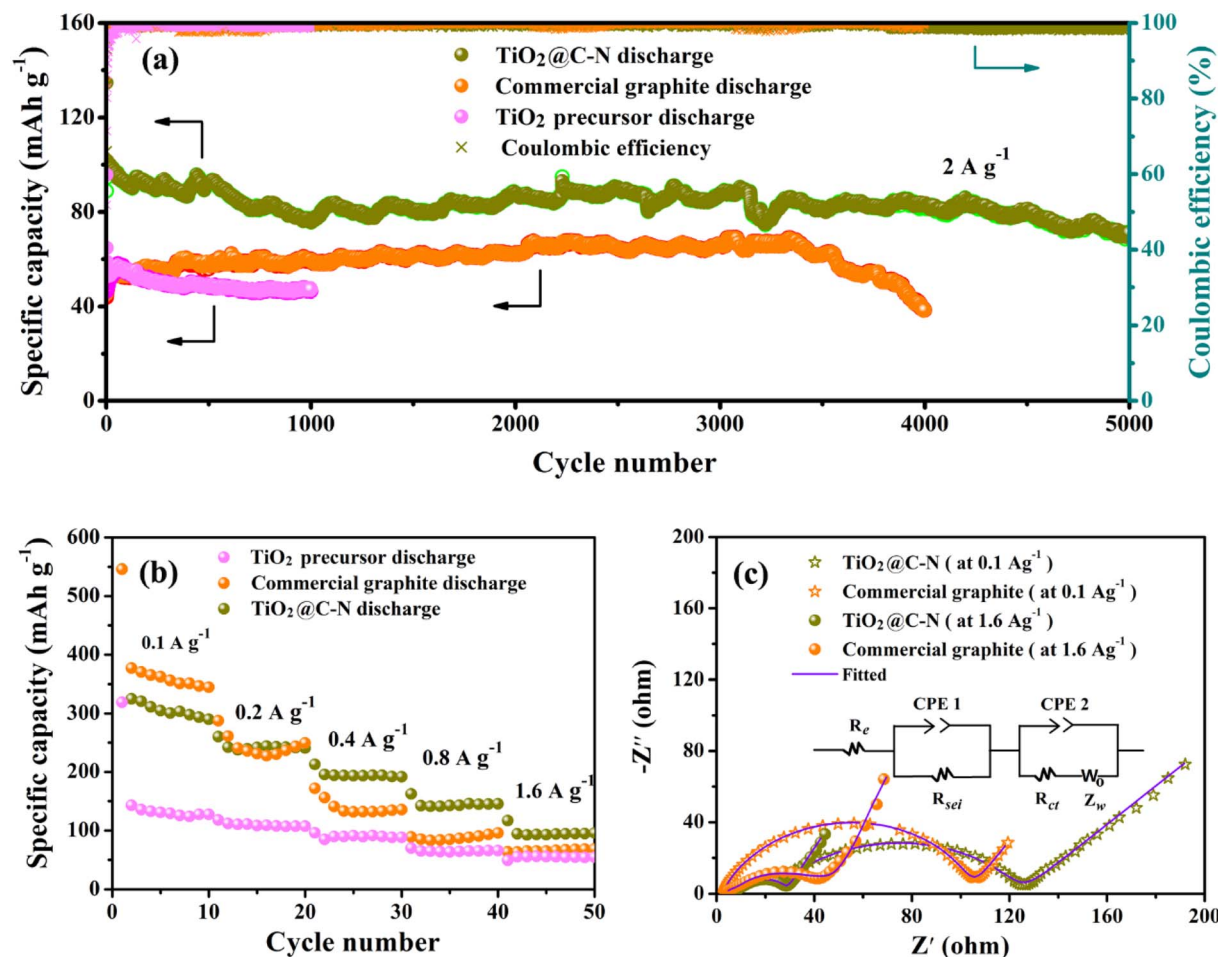 (a)
TiO₂@C-N discharge
Commercial graphite discharge
TiO₂ precursor discharge
Coulombic efficiency
2 A g⁻¹
Specific capacity (mAh g⁻¹)
160
120
80
40
0
Coulombic efficiency (%)
100
80
60
40
20
0
0 1000 2000 3000 4000 5000
Cycle number
(b)
TiO₂ precursor discharge
Commercial graphite discharge
TiO₂@C-N discharge
0.1 A g⁻¹
0.2 A g⁻¹
0.4 A g⁻¹
0.8 A g⁻¹
1.6 A g⁻¹
Specific capacity (mAh g⁻¹)
600
500
400
300
200
100
0
0 10 20 30 40 50
Cycle number
(c)
TiO₂@C-N ( at 0.1 Ag⁻¹)
Commercial graphite ( at 0.1 Ag⁻¹)
TiO₂@C-N ( at 1.6 Ag⁻¹)
Commercial graphite ( at 1.6 Ag⁻¹)
Fitted
CPE 1 CPE 2
Rₑ
R_sei R_ct Z_w
W₀
-Z″ (ohm)
200
160
120
80
40
0
0 40 80 120 160 200
Z′ (ohm)